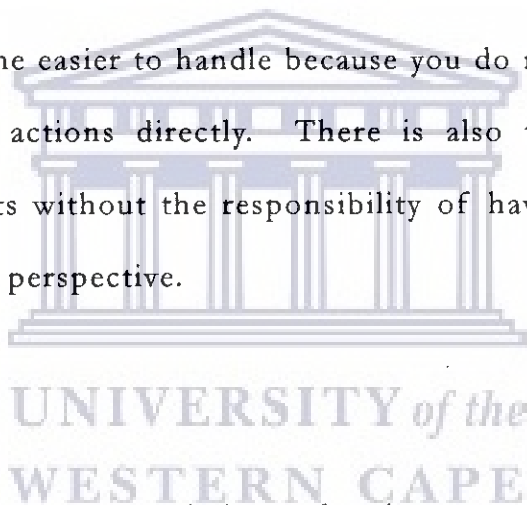 easier to handle because you do
actions directly. There is also
without the responsibility of
perspective.
UNIVERSITY of the
WESTERN CAPE